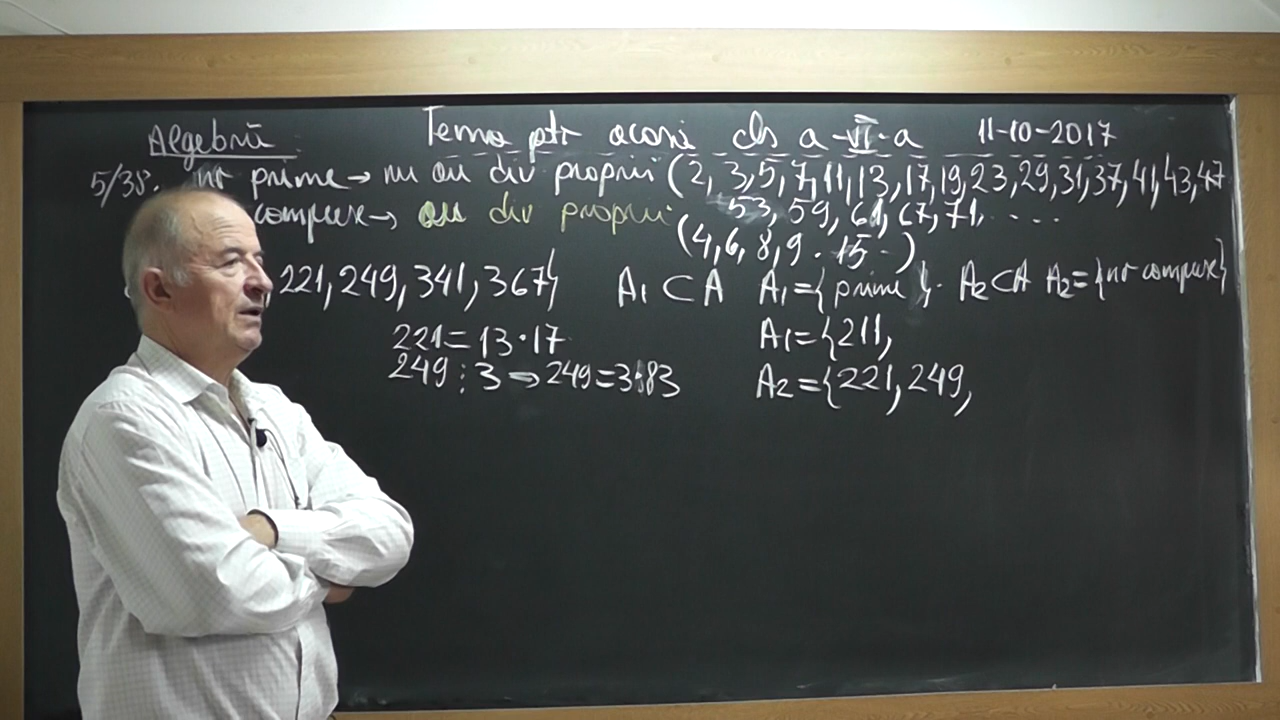 Algebră: Tema ptr acasă cls a-VI-a 11-10-2017
5/38. nr prime → nu au div proprii (2, 3, 5, 7, 11, 13, 17, 19, 23, 29, 31, 37, 41, 43, 47
compuse → au div proprii 53, 59, 61, 67, 71, ....
(4, 6, 8, 9 . 15 . )
, 221, 249, 341, 367} A1 ⊂ A A1 = {prime}. A2 ⊂ A A2 = {nr compuse}
221 = 13·17 A1 = {211,
249 ⋮ 3 → 249 = 3·83 A2 = {221, 249,